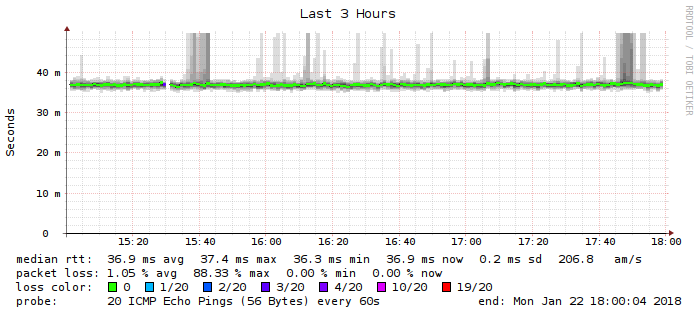 Last 3 Hours
RRDTOOL / TOBI OETIKER
Seconds
40 m
30 m
20 m
10 m
0
15:20 15:40 16:00 16:20 16:40 17:00 17:20 17:40 18:00
median rtt: 36.9 ms avg 37.4 ms max 36.3 ms min 36.9 ms now 0.2 ms sd 206.8 am/s
packet loss: 1.05 % avg 88.33 % max 0.00 % min 0.00 % now
loss color: 0 1/20 2/20 3/20 4/20 10/20 19/20
probe: 20 ICMP Echo Pings (56 Bytes) every 60s end: Mon Jan 22 18:00:04 2018